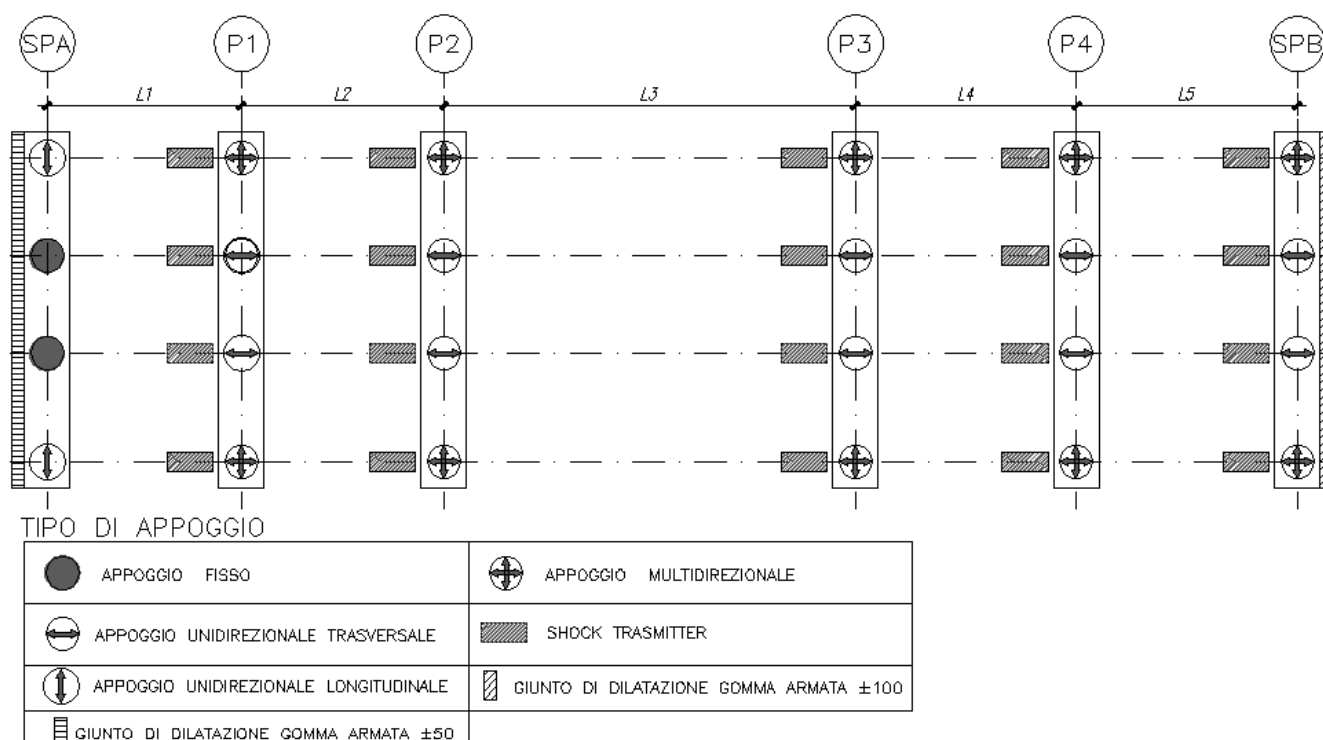 SPA P1 P2 P3 P4 SPB
L1 L2 L3 L4 L5
TIPO DI APPOGGIO
APPOGGIO FISSO
APPOGGIO MULTIDIREZIONALE
APPOGGIO UNIDIREZIONALE TRASVERSALE
SHOCK TRASMITTER
APPOGGIO UNIDIREZIONALE LONGITUDINALE
GIUNTO DI DILATAZIONE GOMMA ARMATA ±100
GIUNTO DI DILATAZIONE GOMMA ARMATA ±50